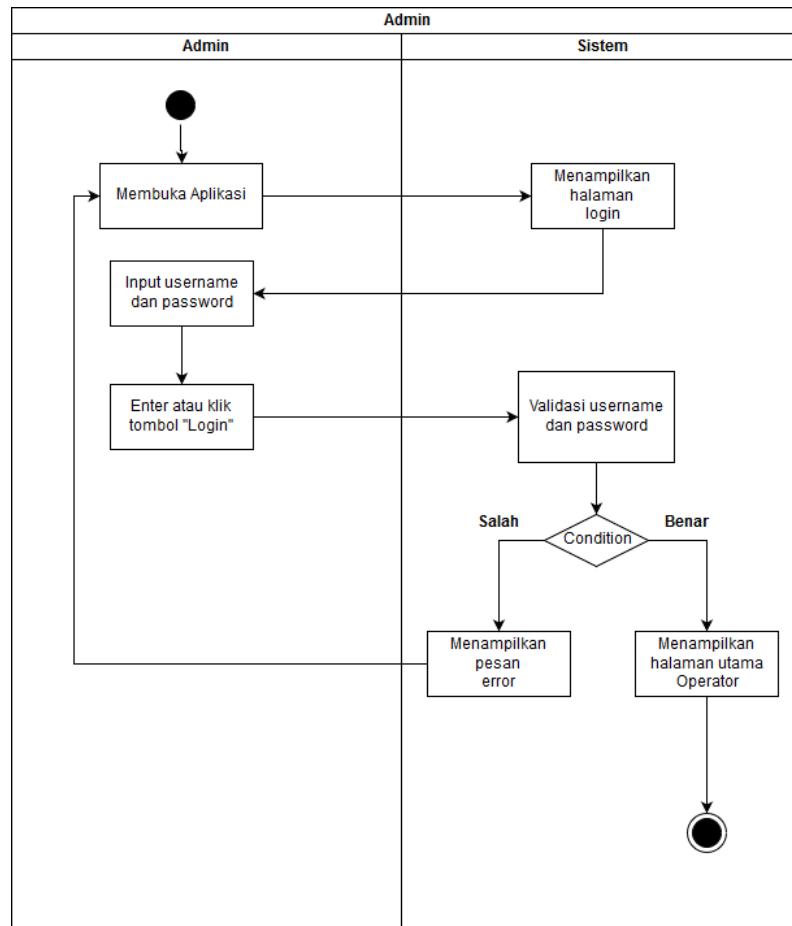 Admin
Admin
Sistem
Membuka Aplikasi
Menampilkan
halaman
login
Input username
dan password
Enter atau klik
tombol "Login"
Validasi username
dan password
Salah
Benar
Condition
Menampilkan
pesan
error
Menampilkan
halaman utama
Operator